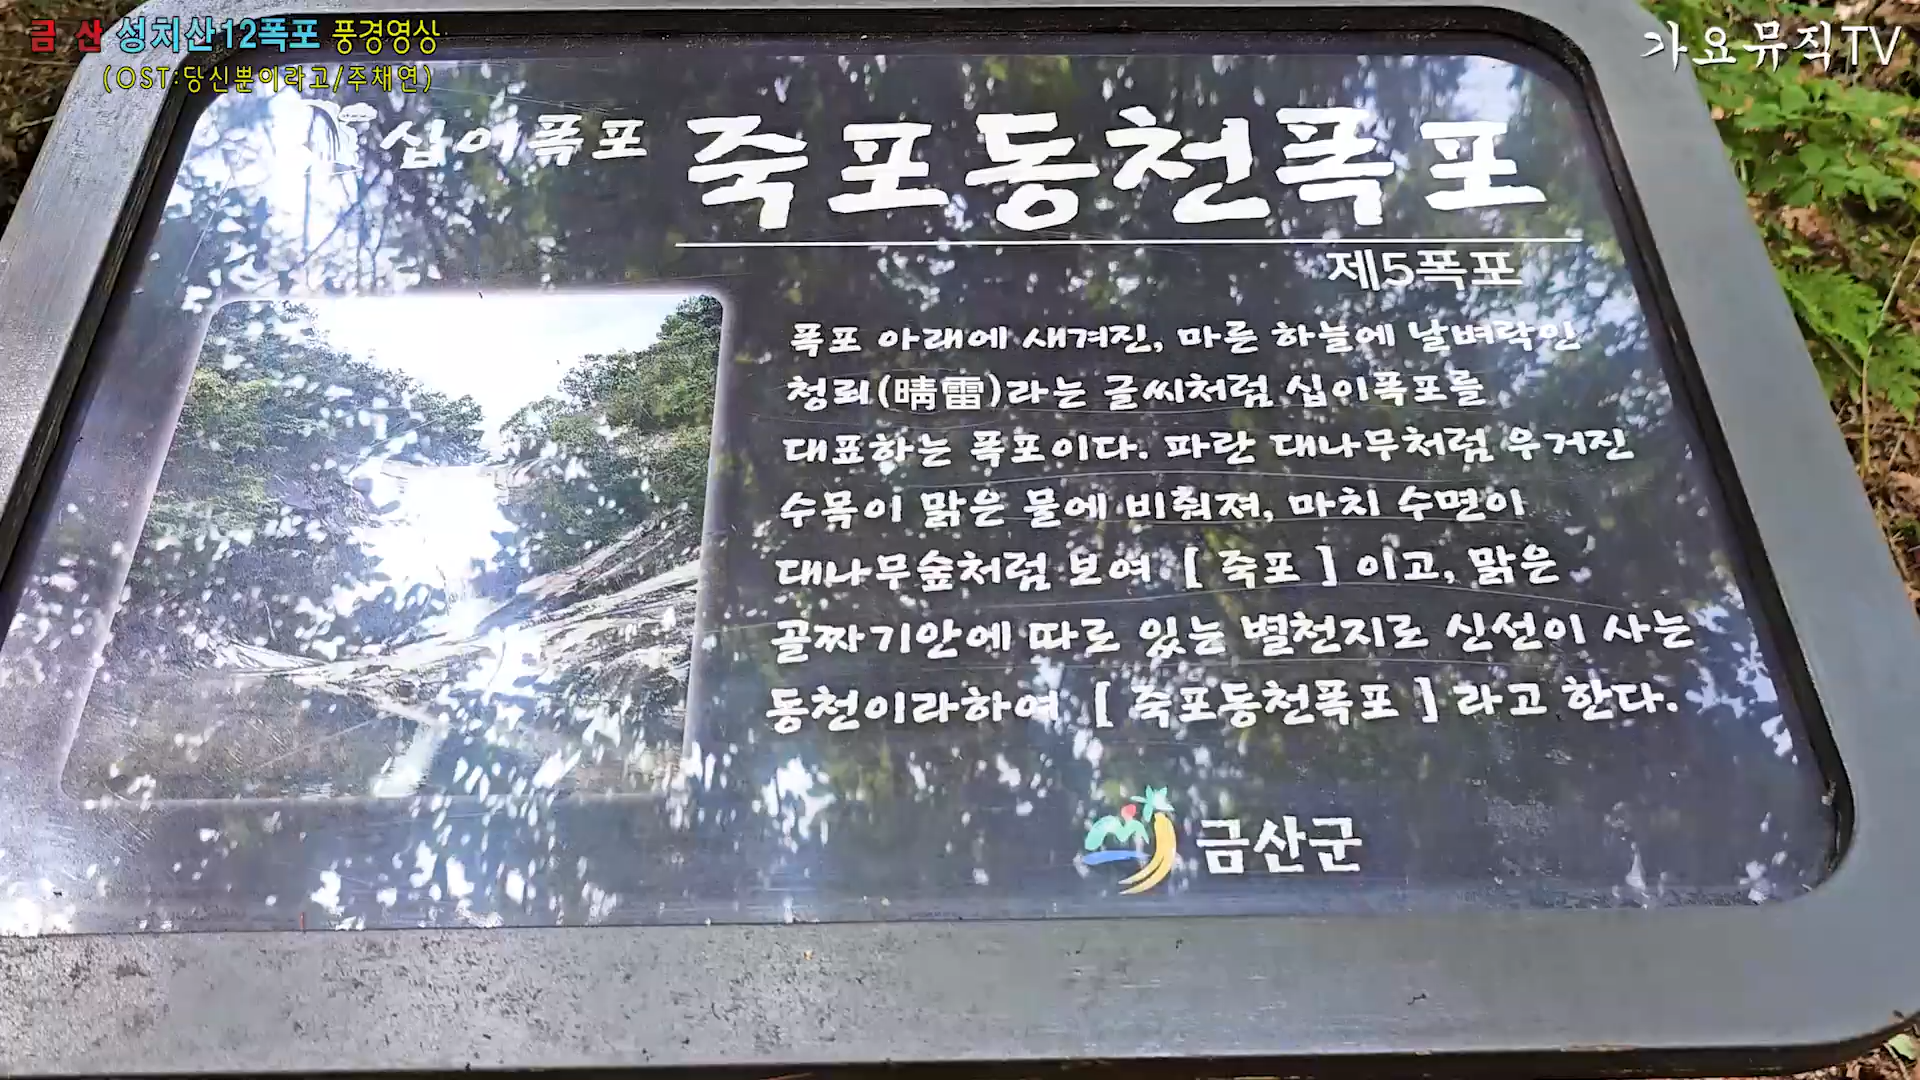 금 산 성치산12폭포 풍경영상
(OST:당신뿐이라고/주채연)
가요뮤직TV
십이폭포 죽포동천폭포
제5폭포
폭포 아래에 새겨진, 마른 하늘에 날벼락인
청뢰(晴雷)라는 글씨처럼 십이폭포를
대표하는 폭포이다. 파란 대나무처럼 우거진
수목이 맑은 물에 비춰져, 마치 수면이
대나무숲처럼 보여 [ 죽포 ] 이고, 맑은
골짜기안에 따로 있는 별천지로 신선이 사는
동천이라하여 [ 죽포동천폭포 ] 라고 한다.
금산군